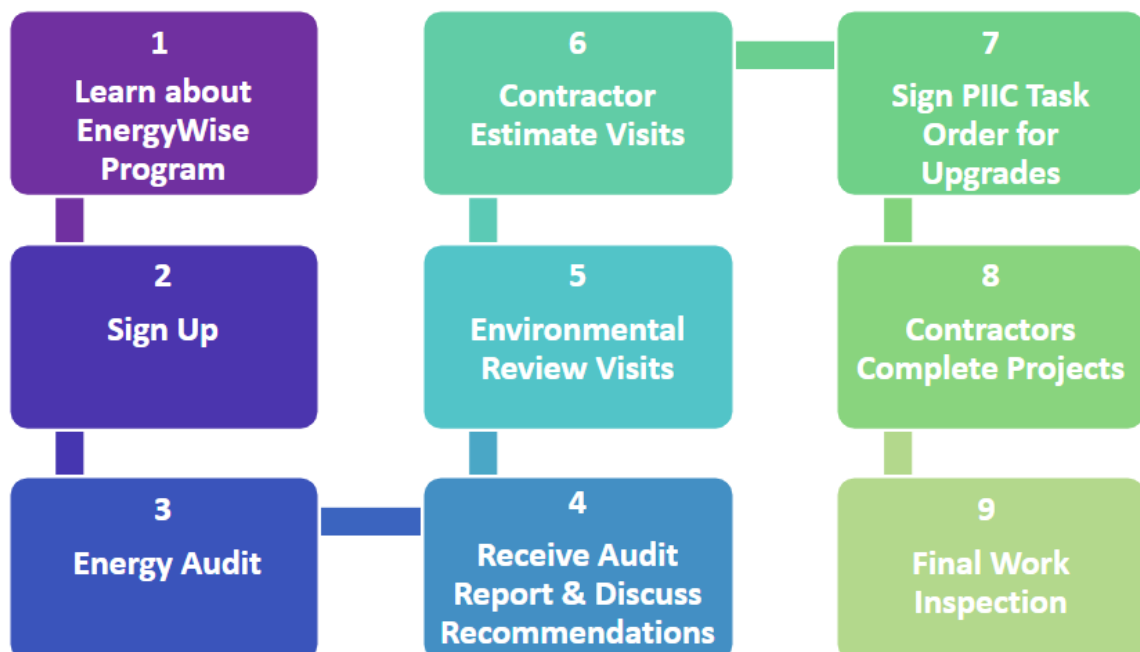 1
Learn about
EnergyWise
Program
2
Sign Up
3
Energy Audit
4
Receive Audit
Report & Discuss
Recommendations
5
Environmental
Review Visits
6
Contractor
Estimate Visits
7
Sign PIIC Task
Order for
Upgrades
8
Contractors
Complete Projects
9
Final Work
Inspection